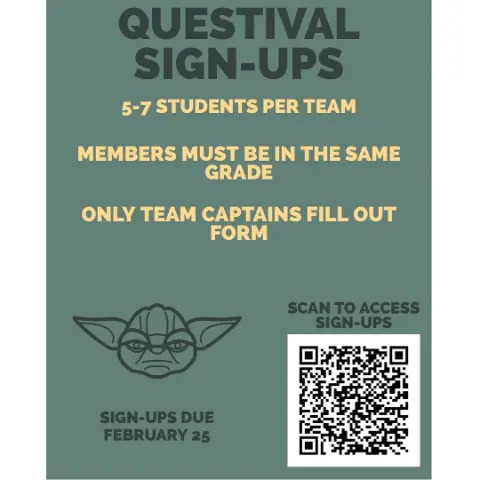 QUESTIVAL
SIGN-UPS
5-7 STUDENTS PER TEAM
MEMBERS MUST BE IN THE SAME
GRADE
ONLY TEAM CAPTAINS FILL OUT
FORM
SCAN TO ACCESS
SIGN-UPS
SIGN-UPS DUE
FEBRUARY 25